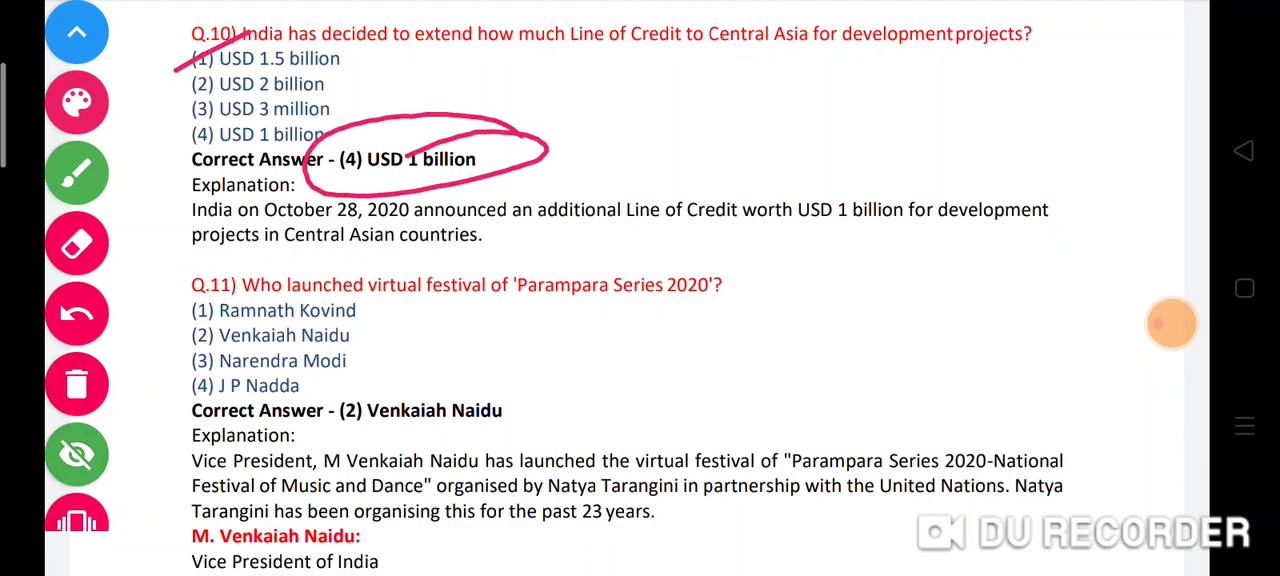 Q.10) India has decided to extend how much Line of Credit to Central Asia for development projects?
(1) USD 1.5 billion
(2) USD 2 billion
(3) USD 3 million
(4) USD 1 billion
Correct Answer - (4) USD 1 billion
Explanation:
India on October 28, 2020 announced an additional Line of Credit worth USD 1 billion for development
projects in Central Asian countries.
Q.11) Who launched virtual festival of 'Parampara Series 2020'?
(1) Ramnath Kovind
(2) Venkaiah Naidu
(3) Narendra Modi
(4) J P Nadda
Correct Answer - (2) Venkaiah Naidu
Explanation:
Vice President, M Venkaiah Naidu has launched the virtual festival of "Parampara Series 2020-National
Festival of Music and Dance" organised by Natya Tarangini in partnership with the United Nations. Natya
Tarangini has been organising this for the past 23 years.
M. Venkaiah Naidu:
Vice President of India
DU RECORDER